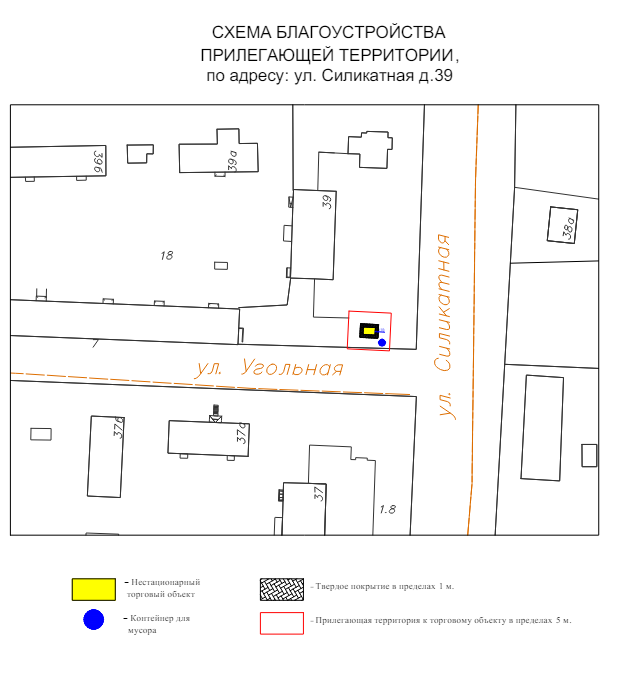 СХЕМА БЛАГОУСТРОЙСТВА
ПРИЛЕГАЮЩЕЙ ТЕРРИТОРИИ,
по адресу: ул. Силикатная д.39
39б
39а
39
38а
18
ул. Силикатная
7
ул. Угольная
37б
37а
37
1.8
- Нестационарный
торговый объект
- Твердое покрытие в пределах 1 м.
- Контейнер для
мусора
- Прилегающая территория к торговому объекту в пределах 5 м.